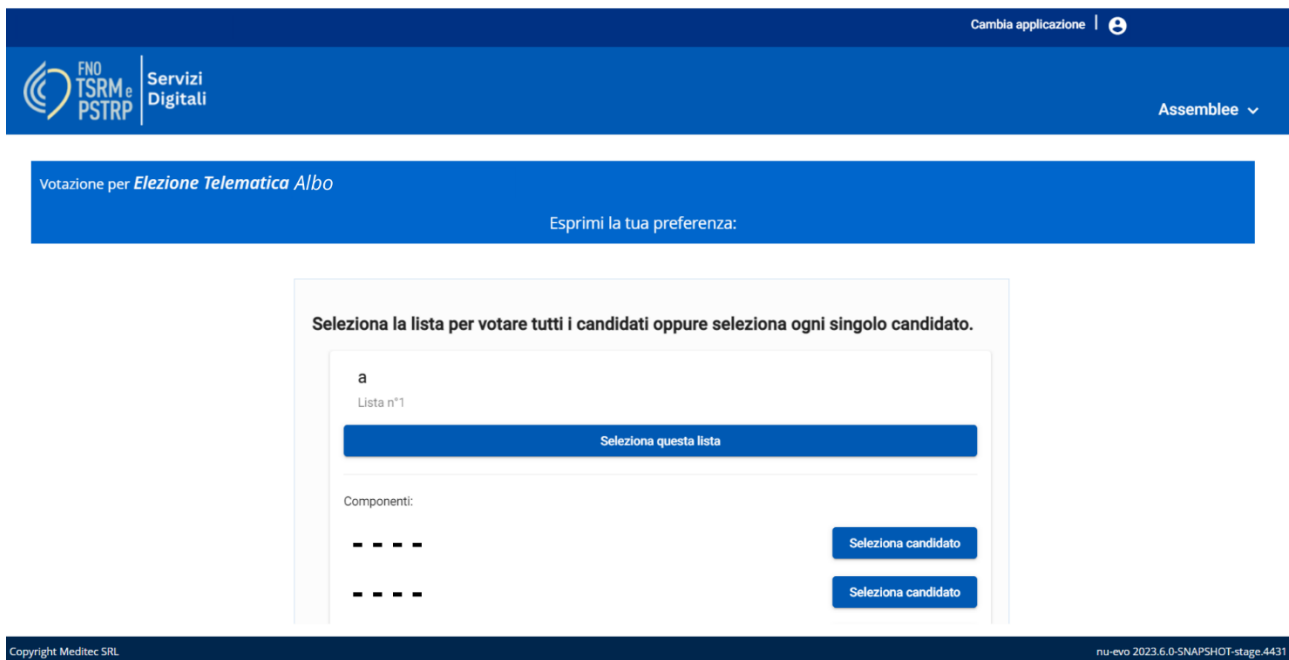 Cambia applicazione |
FNO
TSRM e
PSTRP
Servizi
Digitali
Assemblee
Votazione per Elezione Telematica Albo
Esprimi la tua preferenza:
Seleziona la lista per votare tutti i candidati oppure seleziona ogni singolo candidato.
a
Lista n°1
Seleziona questa lista
Componenti:
- - - - Seleziona candidato
- - - - Seleziona candidato
Copyright Meditec SRL nu-evo 2023.6.0-SNAPSHOT-stage.4431